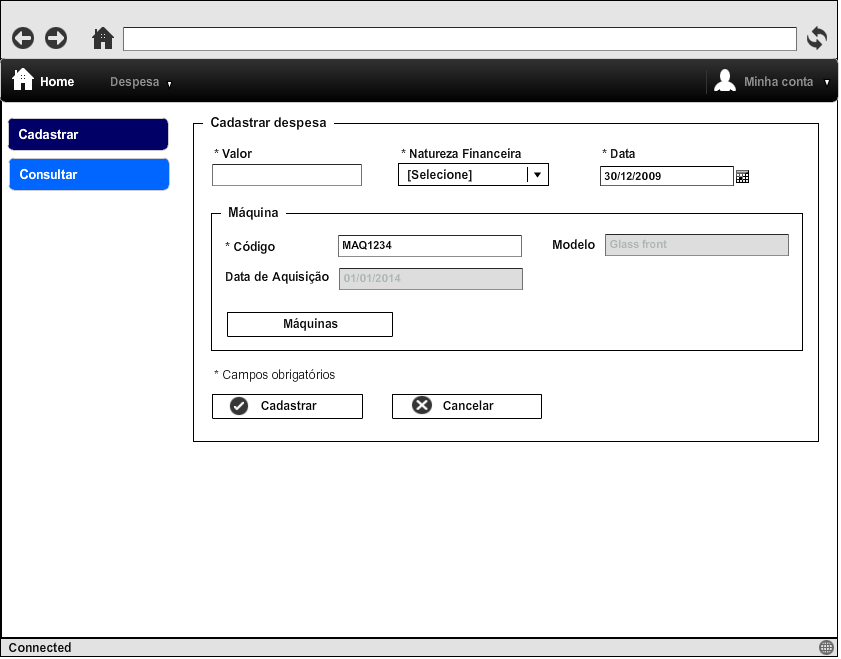 Home Despesa Minha conta
Cadastrar
Consultar
Cadastrar despesa
* Valor * Natureza Financeira * Data
[Selecione] 30/12/2009
Máquina
* Código MAQ1234 Modelo Glass front
Data de Aquisição 01/01/2014
Máquinas
* Campos obrigatórios
Cadastrar Cancelar
Connected